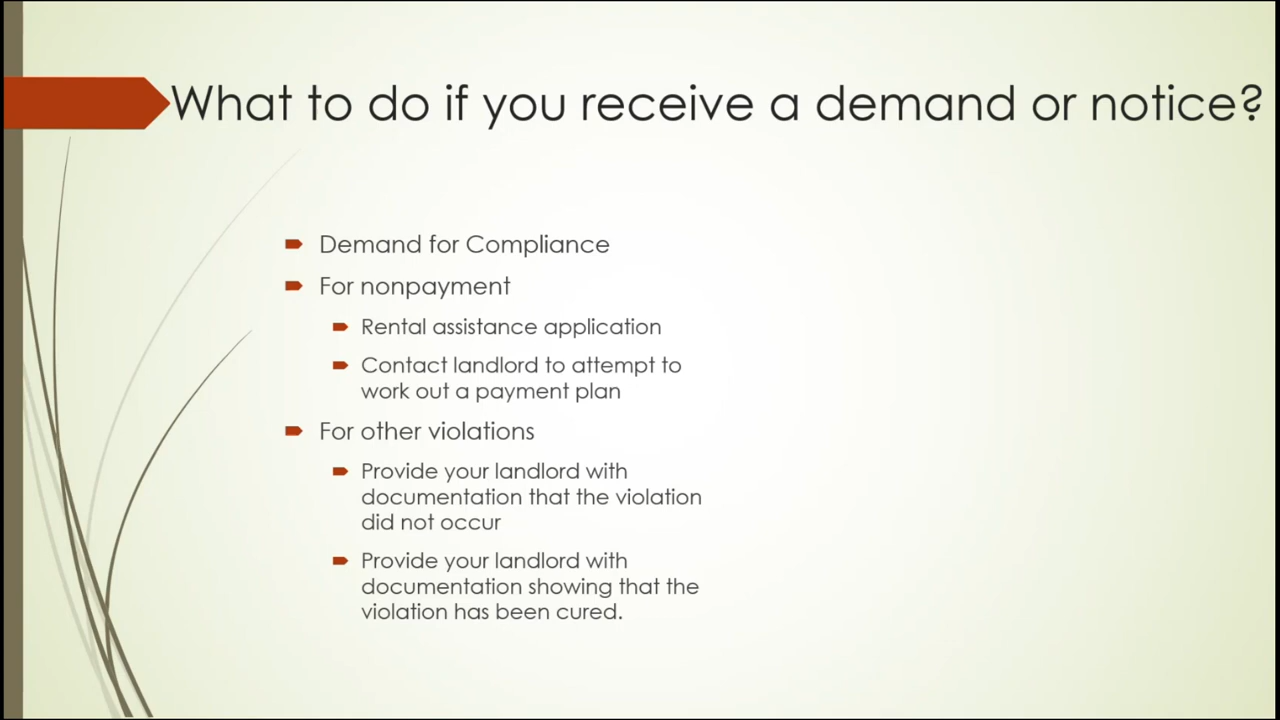 What to do if you receive a demand or notice?
Demand for Compliance
For nonpayment
Rental assistance application
Contact landlord to attempt to
work out a payment plan
For other violations
Provide your landlord with
documentation that the violation
did not occur
Provide your landlord with
documentation showing that the
violation has been cured.